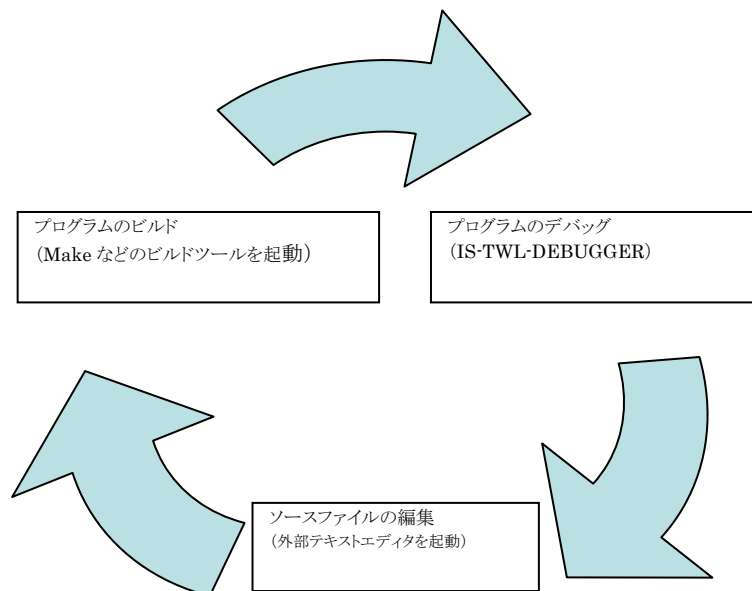 プログラムのビルド
(Make などのビルドツールを起動)
プログラムのデバッグ
(IS-TWL-DEBUGGER)
ソースファイルの編集
(外部テキストエディタを起動)